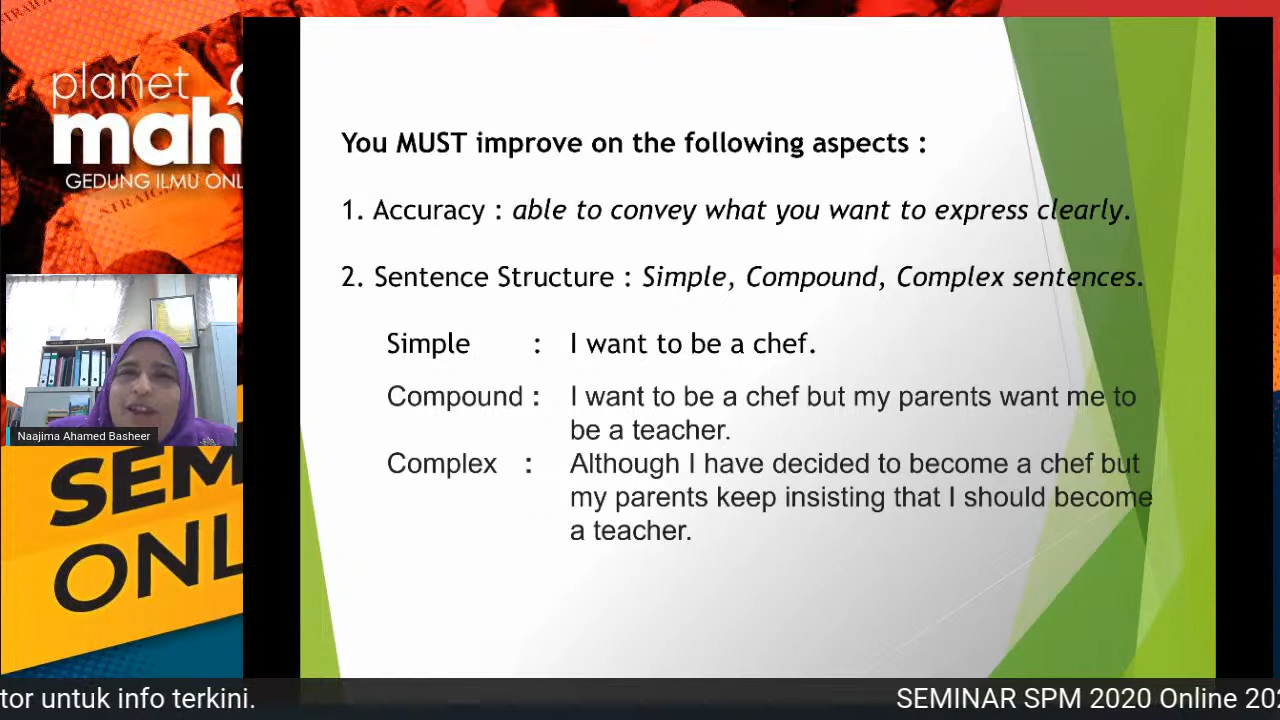 planet
mah
GEDUNG ILMU ONL
You MUST improve on the following aspects :
1. Accuracy : able to convey what you want to express clearly.
2. Sentence Structure : Simple, Compound, Complex sentences.
Simple : I want to be a chef.
Compound : I want to be a chef but my parents want me to
be a teacher.
Complex : Although I have decided to become a chef but
my parents keep insisting that I should become
a teacher.
Naajima Ahamed Basheer
SEM
ONL
tor untuk info terkini.
SEMINAR SPM 2020 Online 202